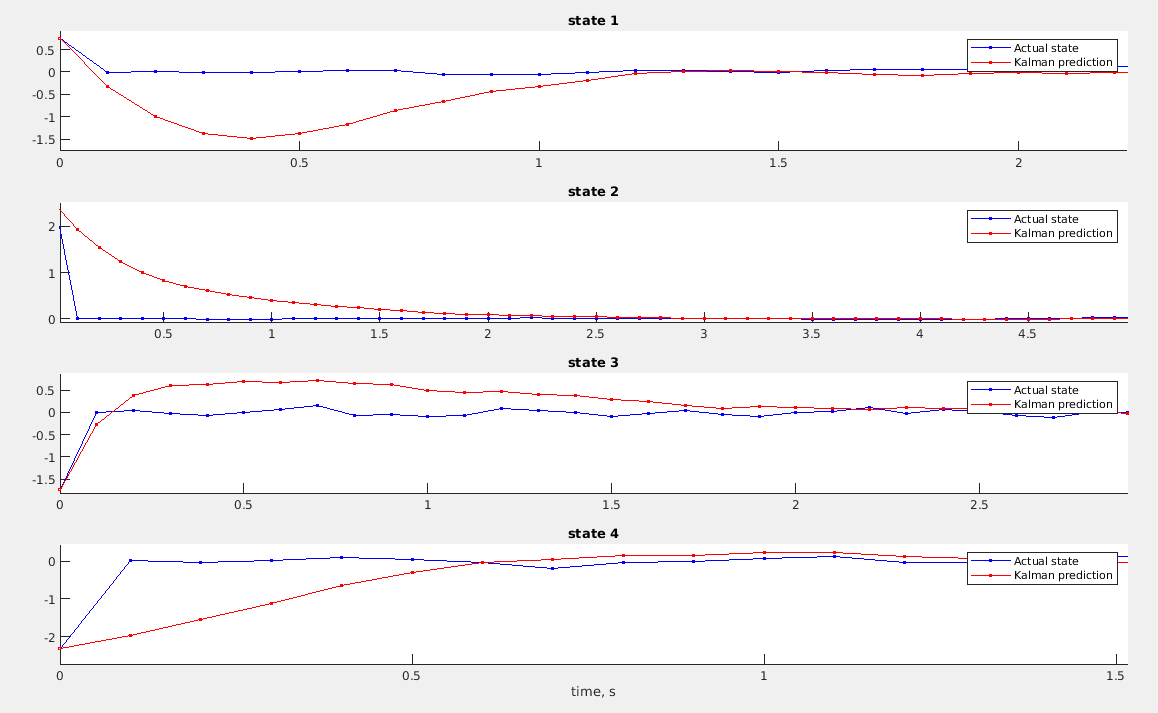 state 1
0.5
0
-0.5
-1
-1.5
Actual state
Kalman prediction
0 0.5 1 1.5 2
state 2
2
1
0
Actual state
Kalman prediction
0.5 1 1.5 2 2.5 3 3.5 4 4.5
state 3
0.5
0
-0.5
-1
-1.5
Actual state
Kalman prediction
0 0.5 1 1.5 2 2.5
state 4
0
-1
-2
Actual state
Kalman prediction
0 0.5 1 1.5
time, s